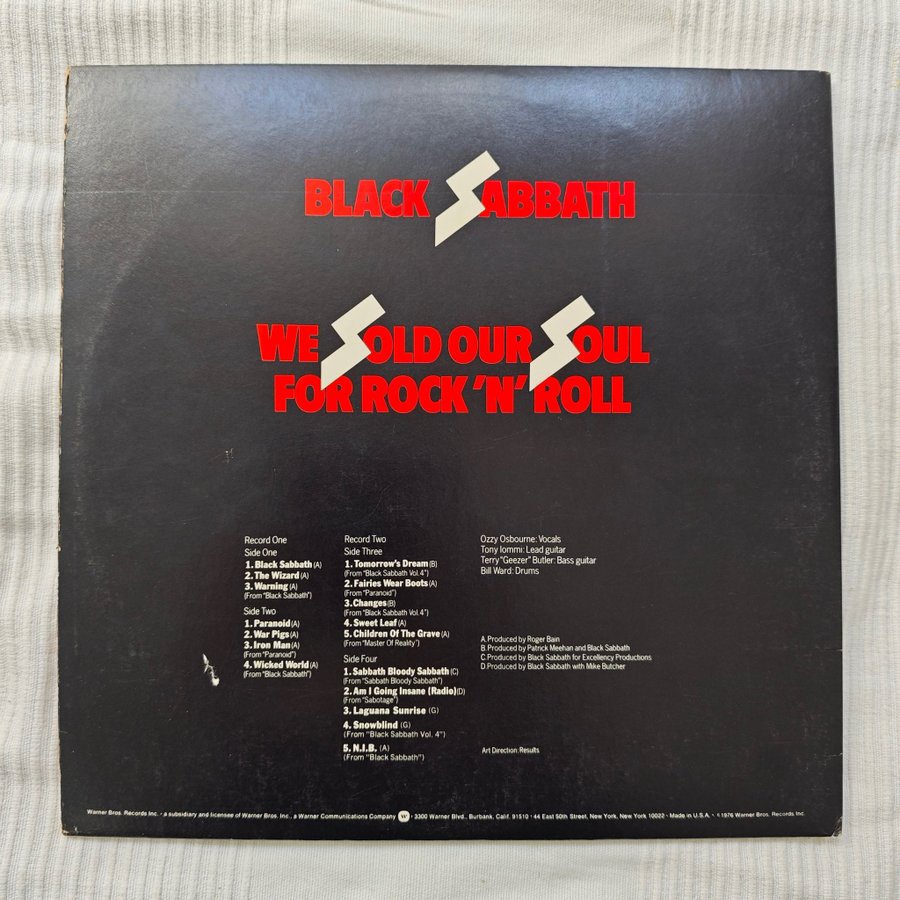 BLACK SABBATH
WE SOLD OUR SOUL
FOR ROCK 'N' ROLL
Record One
Side One
1. Black Sabbath (A)
2. The Wizard (A)
3. Warning (A)
(From "Black Sabbath")
Side Two
1. Paranoid (A)
2. War Pigs (A)
3. Iron Man (A)
(From "Paranoid")
4. Wicked World (A)
(From "Black Sabbath")
Record Two
Side Three
1. Tomorrow's Dream (B)
(From "Black Sabbath Vol. 4")
2. Fairies Wear Boots (A)
(From "Paranoid")
3. Changes (B)
(From "Black Sabbath Vol. 4")
4. Sweet Leaf (A)
5. Children Of The Grave (A)
(From "Master Of Reality")
Side Four
1. Sabbath Bloody Sabbath (C)
(From "Sabbath Bloody Sabbath")
2. Am I Going Insane (Radio) (D)
(From "Sabotage")
3. Laguana Sunrise (G)
4. Snowblind (G)
(From "Black Sabbath Vol. 4")
5. N.I.B. (A)
(From "Black Sabbath")
Ozzy Osbourne: Vocals
Tony Iommi: Lead guitar
Terry "Geezer" Butler: Bass guitar
Bill Ward: Drums
A. Produced by Roger Bain
B. Produced by Patrick Meehan and Black Sabbath
C. Produced by Black Sabbath for Excellency Productions
D. Produced by Black Sabbath with Mike Butcher
Art Direction: Results
Warner Bros. Records Inc. • a subsidiary and licensee of Warner Bros. Inc., a Warner Communications Company W • 3300 Warner Blvd., Burbank, Calif. 91510 • 44 East 50th Street, New York, New York 10022 • Made in U.S.A. • ©1976 Warner Bros. Records Inc.